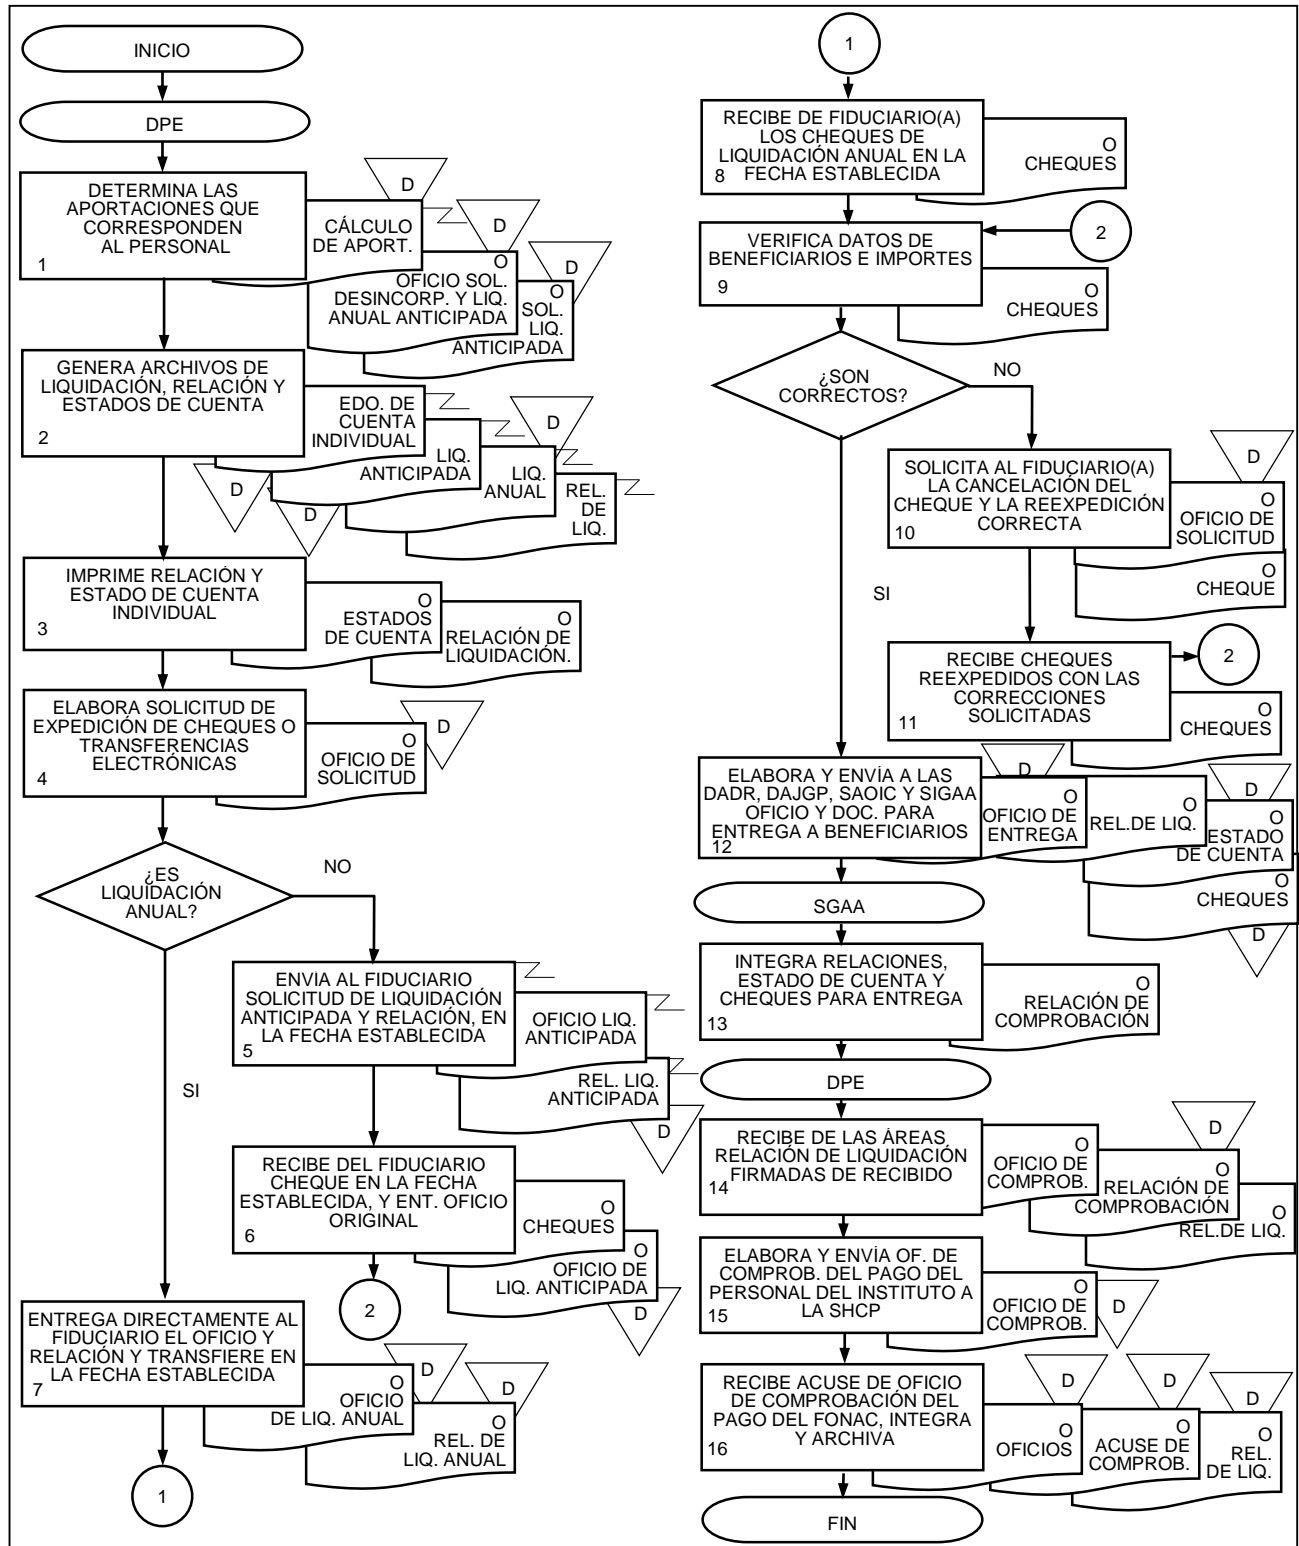 INICIO
DPE
DETERMINA LAS
APORTACIONES QUE
CORRESPONDEN
AL PERSONAL
1
D
CÁLCULO
DE APORT.
D
O
OFICIO SOL.
DESINCORP. Y LIQ.
ANUAL ANTICIPADA
D
O
SOL.
LIQ.
ANTICIPADA
GENERA ARCHIVOS DE
LIQUIDACIÓN, RELACIÓN Y
ESTADOS DE CUENTA
2
EDO. DE
CUENTA
INDIVIDUAL
LIQ.
ANTICIPADA
D
LIQ.
ANUAL
REL.
DE
LIQ.
D
D
IMPRIME RELACIÓN Y
ESTADO DE CUENTA
INDIVIDUAL
3
O
ESTADOS
DE CUENTA
O
RELACIÓN DE
LIQUIDACIÓN.
ELABORA SOLICITUD DE
EXPEDICIÓN DE CHEQUES O
TRANSFERENCIAS
ELECTRÓNICAS
4
O
OFICIO DE
SOLICITUD
D
¿ES
LIQUIDACIÓN
ANUAL?
NO
SI
ENVÍA AL FIDUCIARIO
SOLICITUD DE LIQUIDACIÓN
ANTICIPADA Y RELACIÓN, EN
LA FECHA ESTABLECIDA
5
OFICIO LIQ.
ANTICIPADA
REL. LIQ.
ANTICIPADA
D
RECIBE DEL FIDUCIARIO
CHEQUE EN LA FECHA
ESTABLECIDA, Y ENT. OFICIO
ORIGINAL
6
O
CHEQUES
O
OFICIO DE
LIQ. ANTICIPADA
D
2
ENTREGA DIRECTAMENTE AL
FIDUCIARIO EL OFICIO Y
RELACIÓN Y TRANSFIERE EN
LA FECHA ESTABLECIDA
7
D
O
OFICIO
DE LIQ. ANUAL
D
O
REL. DE
LIQ. ANUAL
1
1
RECIBE DE FIDUCIARIO(A)
LOS CHEQUES DE
LIQUIDACIÓN ANUAL EN LA
FECHA ESTABLECIDA
8
O
CHEQUES
VERIFICA DATOS DE
BENEFICIARIOS E IMPORTES
9
2
O
CHEQUES
¿SON
CORRECTOS?
NO
SI
SOLICITA AL FIDUCIARIO(A)
LA CANCELACIÓN DEL
CHEQUE Y LA REEXPEDICIÓN
CORRECTA
10
D
O
OFICIO DE
SOLICITUD
O
CHEQUE
RECIBE CHEQUES
REEXPEDIDOS CON LAS
CORRECCIONES
SOLICITADAS
11
2
O
CHEQUES
ELABORA Y ENVÍA A LAS
DADR, DAJGP, SAOIC Y SIGAA
OFICIO Y DOC. PARA
ENTREGA A BENEFICIARIOS
12
D
O
OFICIO DE
ENTREGA
O
REL.DE LIQ.
D
O
ESTADO
DE CUENTA
O
CHEQUES
D
SGAA
INTEGRA RELACIONES,
ESTADO DE CUENTA Y
CHEQUES PARA ENTREGA
13
O
RELACIÓN DE
COMPROBACIÓN
DPE
RECIBE DE LAS ÁREAS,
RELACIÓN DE LIQUIDACIÓN
FIRMADAS DE RECIBIDO
14
O
OFICIO DE
COMPROB.
D
O
RELACIÓN DE
COMPROBACIÓN
O
REL.DE LIQ.
ELABORA Y ENVÍA OF. DE
COMPROB. DEL PAGO DEL
PERSONAL DEL INSTITUTO A
LA SHCP
15
O
OFICIO DE
COMPROB.
D
RECIBE ACUSE DE OFICIO
DE COMPROBACIÓN DEL
PAGO DEL FONAC, INTEGRA
Y ARCHIVA
16
D
O
OFICIOS
D
O
ACUSE DE
COMPROB.
D
O
REL.
DE LIQ.
FIN